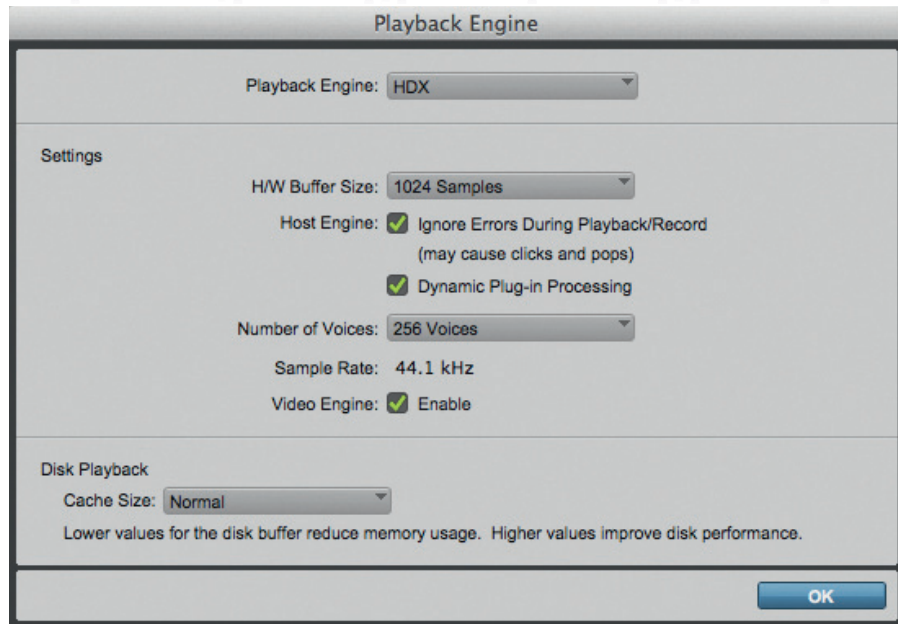 Playback Engine
Playback Engine: HDX
Settings
H/W Buffer Size: 1024 Samples
Host Engine: Ignore Errors During Playback/Record
(may cause clicks and pops)
Dynamic Plug-in Processing
Number of Voices: 256 Voices
Sample Rate: 44.1 kHz
Video Engine: Enable
Disk Playback
Cache Size: Normal
Lower values for the disk buffer reduce memory usage. Higher values improve disk performance.
OK